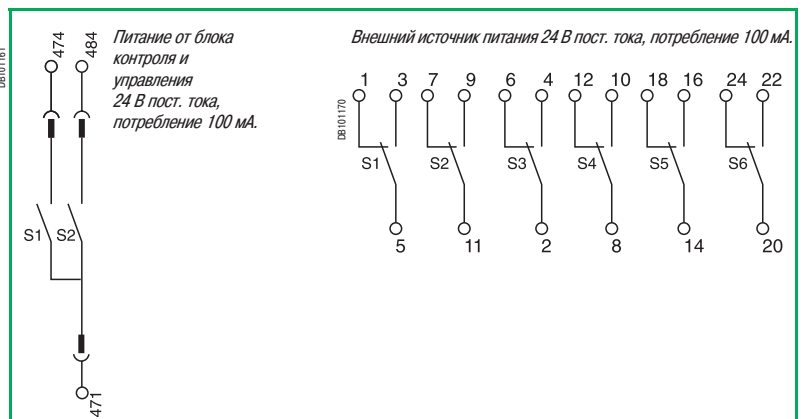 DB101161
474 484
Питание от блока
контроля и
управления
24 В пост. тока,
потребление 100 мА.
S1 S2
471
Внешний источник питания 24 В пост. тока, потребление 100 мА.
DB101170
1 3 7 9 6 4 12 10 18 16 24 22
S1 S2 S3 S4 S5 S6
5 11 2 8 14 20